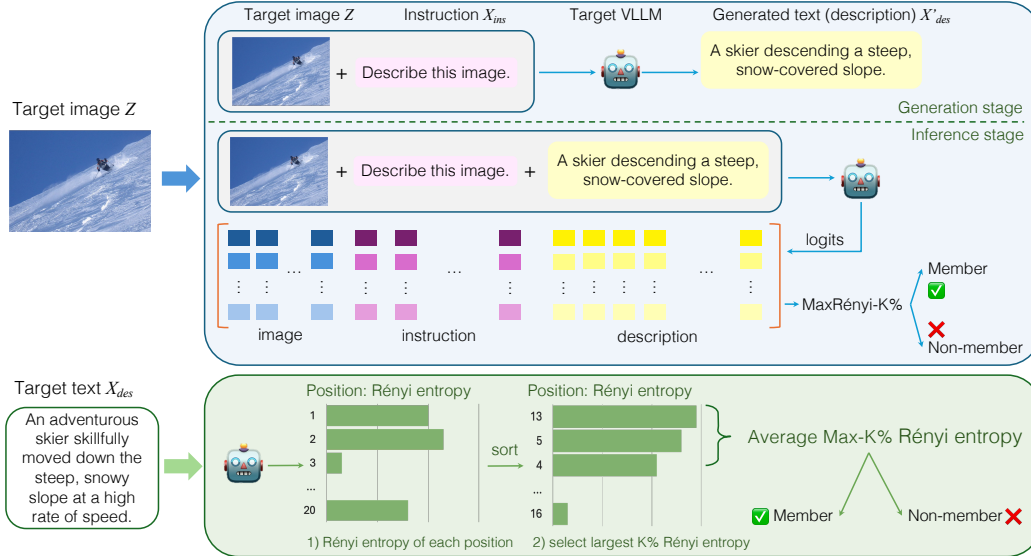 Target image Z
Instruction X_ins
Target VLLM
Generated text (description) X'_des
+
Describe this image.
A skier descending a steep,
snow-covered slope.
Generation stage
Inference stage
Target image Z
+
Describe this image.
+
A skier descending a steep,
snow-covered slope.
logits
...
...
...
image
instruction
description
MaxRényi-K%
Member
Non-member
Target text X_des
An adventurous
skier skillfully
moved down the
steep, snowy
slope at a high
rate of speed.
Position: Rényi entropy
1
2
3
...
20
1) Rényi entropy of each position
sort
Position: Rényi entropy
13
5
4
...
16
2) select largest K% Rényi entropy
Average Max-K% Rényi entropy
Member
Non-member